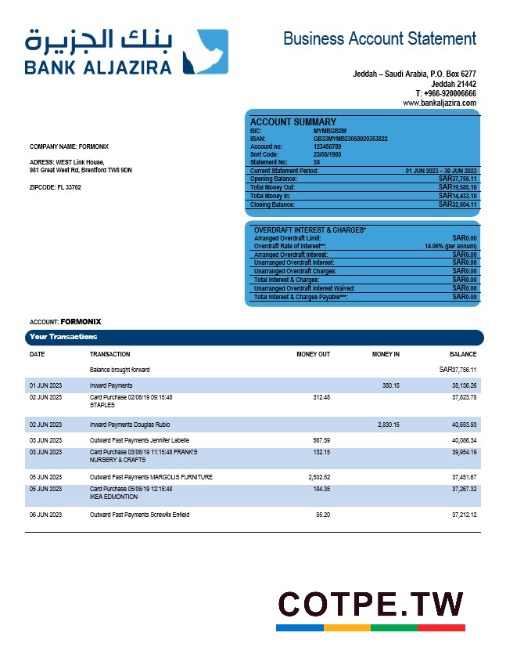 بنك الجزيرة
BANK ALJAZIRA
Business Account Statement
Jeddah – Saudi Arabia, P.O. Box 6277
Jeddah 21442
T: +966-920006666
www.bankaljazira.com
COMPANY NAME: FORMONIX
ADRESS: WEST Link House,
981 Great West Rd, Brentford TW8 9DN
ZIPCODE: FL 33702
ACCOUNT SUMMARY
BIC: MYMBGB2M
IBAN: GB33MYMB23058020353822
Account no: 123456789
Sort Code: 23/00/1980
Statement No: 58
Current Statement Period: 01 JUN 2023 – 30 JUN 2023
Opening Balance: SAR37,756.11
Total Money Out: SAR19,585.10
Total Money In: SAR14,433.10
Closing Balance: SAR32,604.11
OVERDRAFT INTEREST & CHARGES*
Arranged Overdraft Limit: SAR0.00
Overdraft Rate of Interest**: 14.06% (per annum)
Arranged Overdraft Interest: SAR0.00
Unarranged Overdraft Interest: SAR0.00
Unarranged Overdraft Charges: SAR0.00
Total Interest & Charges: SAR0.00
Unarranged Overdraft Interest Waived: SAR0.00
Total Interest & Charges Payable***: SAR0.00
ACCOUNT: FORMONIX
Your Transactions
DATE TRANSACTION MONEY OUT MONEY IN BALANCE
Balance brought forward SAR37,756.11
01 JUN 2023 Inward Payments 380.15 38,136.26
02 JUN 2023 Card Purchase 02/06/19 09:15:48 312.48 37,823.78
STAPLES
02 JUN 2023 Inward Payments Douglas Rubio 2,830.15 40,653.93
03 JUN 2023 Outward Fast Payments Jennifer Labelle 567.59 40,086.34
03 JUN 2023 Card Purchase 03/06/19 11:15:48 FRANK'S 132.15 39,954.19
NURSERY & CRAFTS
05 JUN 2023 Outward Fast Payments MARGOLIS FURNITURE 2,502.52 37,451.67
05 JUN 2023 Card Purchase 05/06/19 12:15:48 184.35 37,267.32
IKEA EDMONTION
06 JUN 2023 Outward Fast Payments Screwfix Enfield 55.20 37,212.12
COTPE.TW